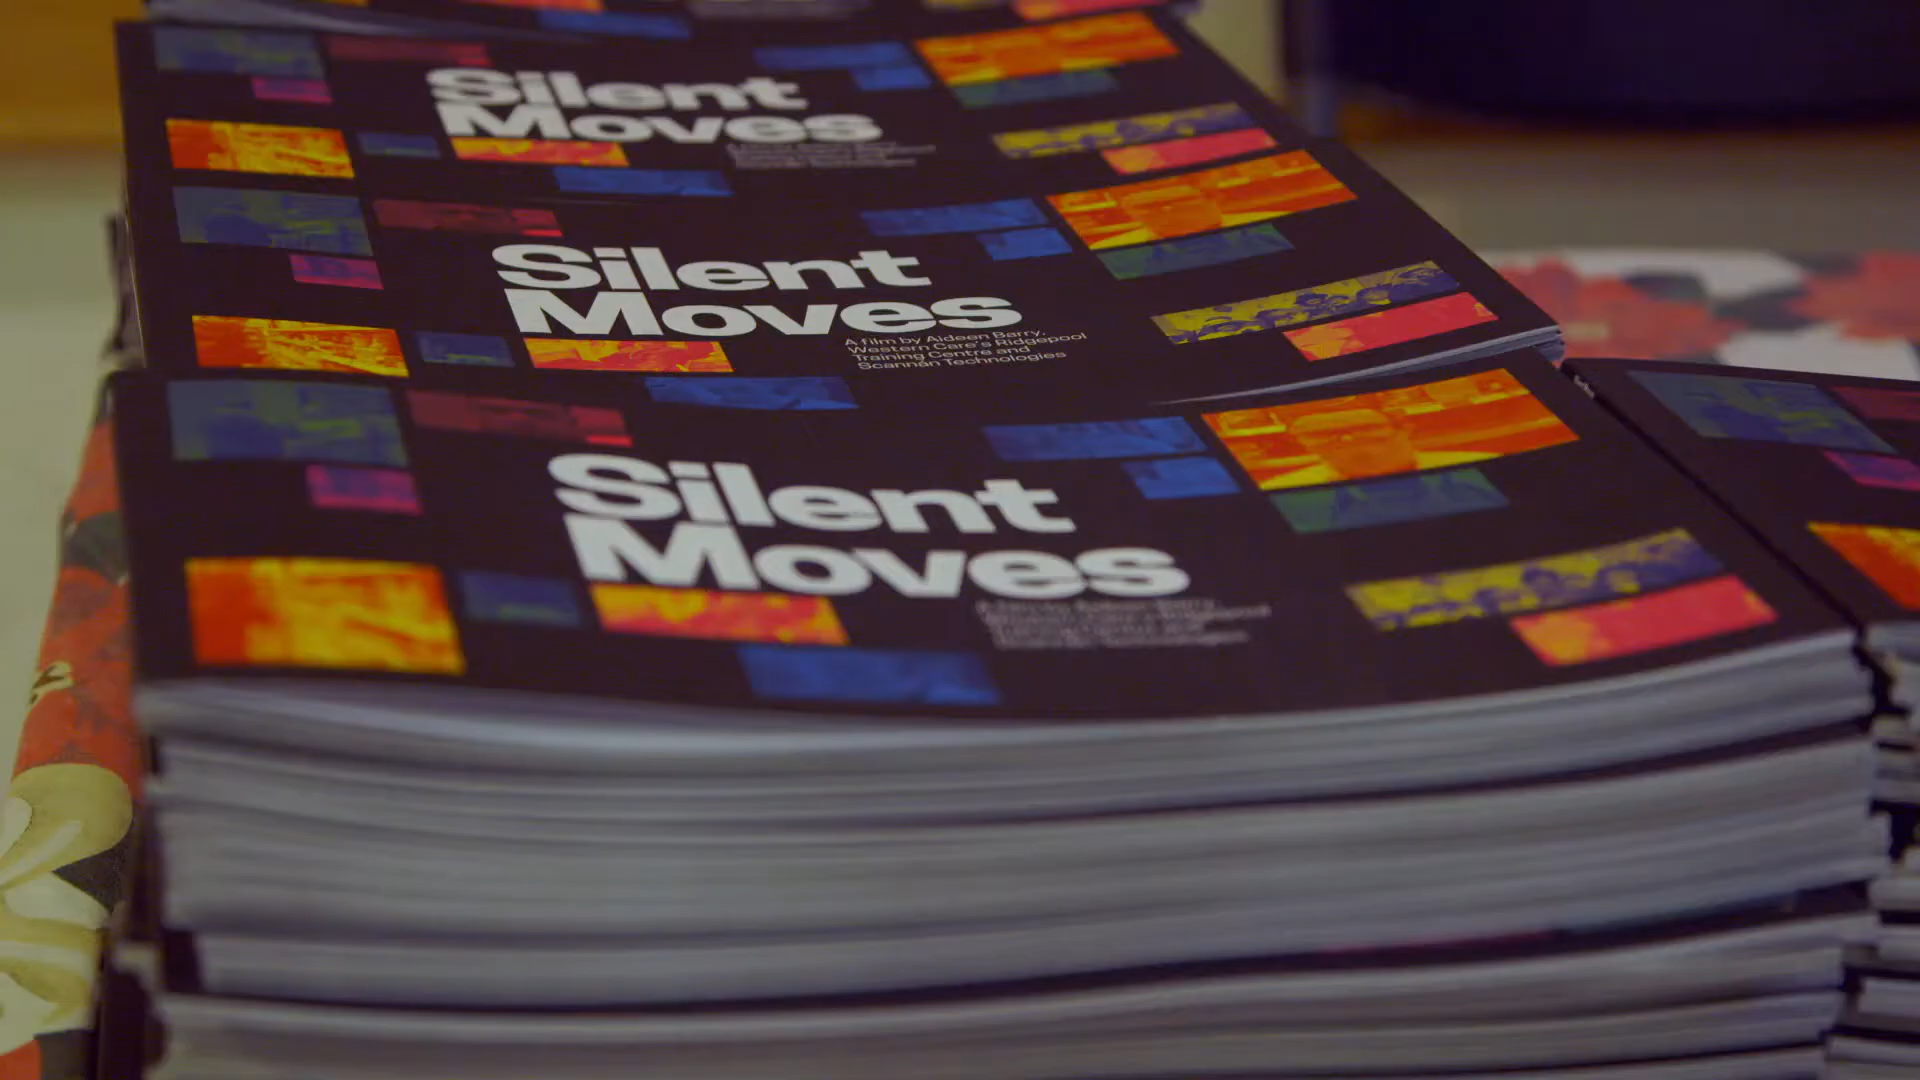 Silent
Moves
Silent
Moves
A film by Aideen Barry,
Western Care's Ridgepool
Training Centre and
Scannán Technologies
Silent
Moves